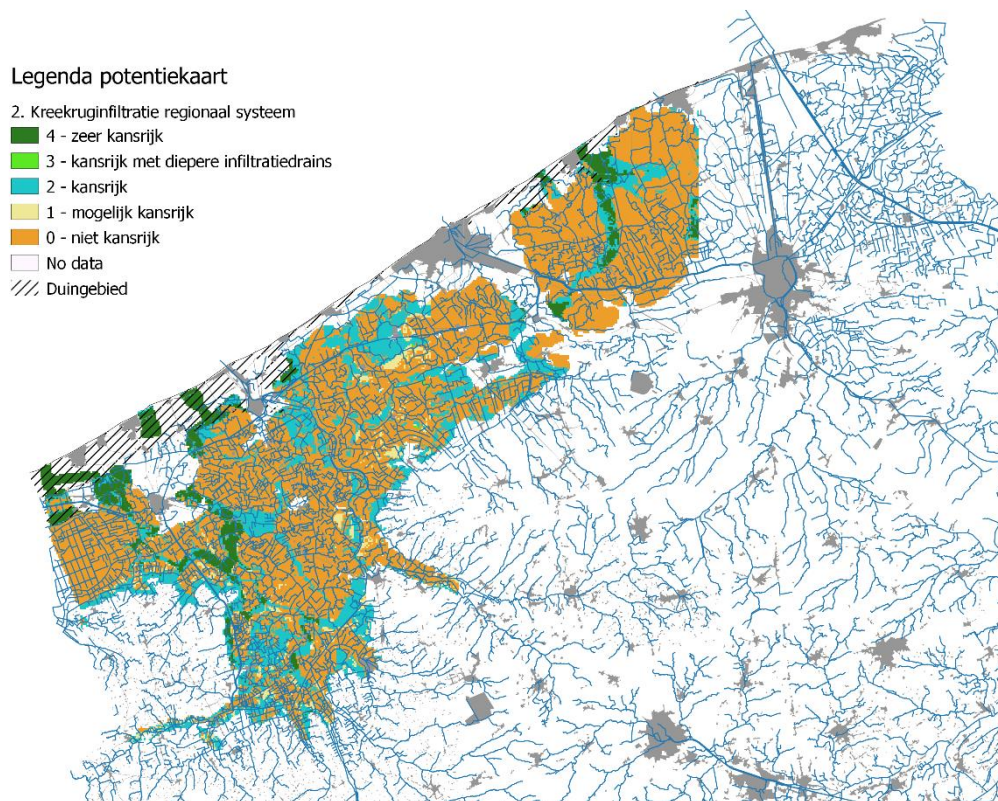 Legenda potentiekaart
2. Kreekruginfiltratie regionaal systeem
4 - zeer kansrijk
3 - kansrijk met diepere infiltratiedrains
2 - kansrijk
1 - mogelijk kansrijk
0 - niet kansrijk
No data
Duingebied